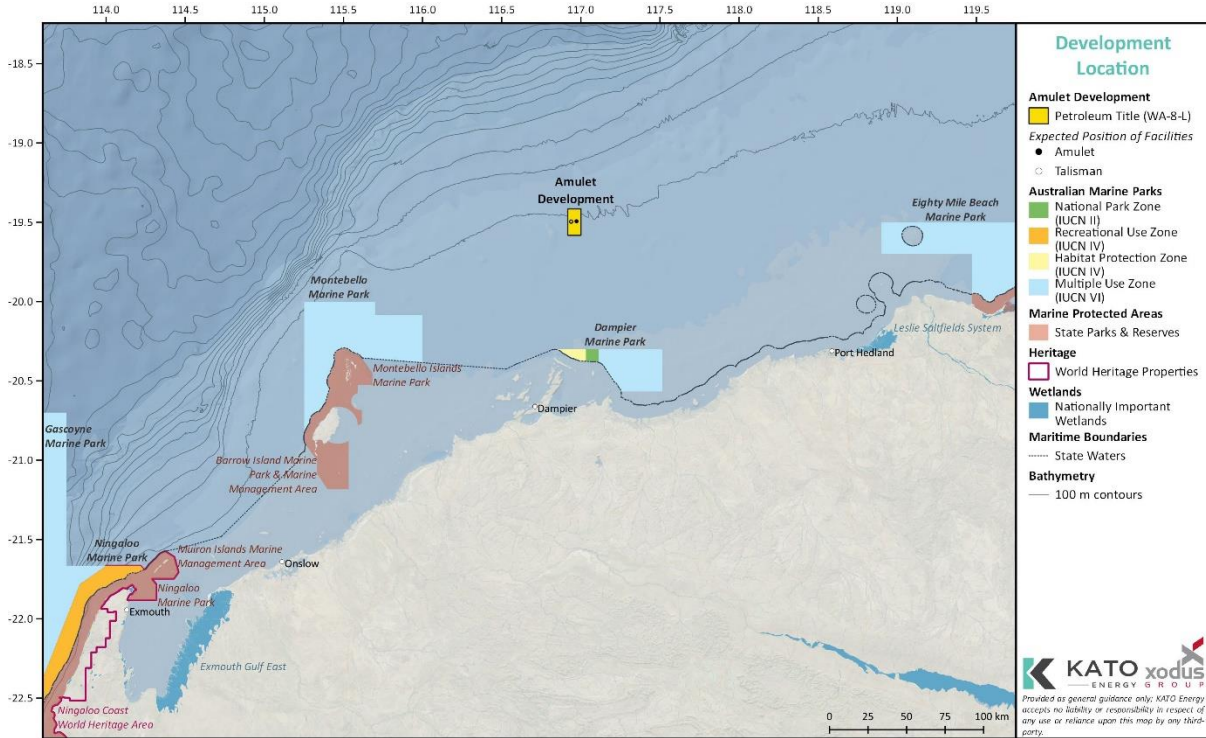 114.0 114.5 115.0 115.5 116.0 116.5 117.0 117.5 118.0 118.5 119.0 119.5
-18.5
-19.0
-19.5
-20.0
-20.5
-21.0
-21.5
-22.0
-22.5
Amulet
Development
Eighty Mile Beach
Marine Park
Montebello
Marine Park
Dampier
Marine Park
Leslie Saltfields System
Port Hedland
Montebello Islands
Marine Park
Dampier
Gascoyne
Marine Park
Barrow Island Marine
Park & Marine
Management Area
Ningaloo
Marine Park
Muiron Islands Marine
Management Area
Onslow
Ningaloo
Marine Park
Exmouth
Exmouth Gulf East
Ningaloo Coast
World Heritage Area
0 25 50 75 100 km
Development
Location
Amulet Development
Petroleum Title (WA-8-L)
Expected Position of Facilities
Amulet
Talisman
Australian Marine Parks
National Park Zone
(IUCN II)
Recreational Use Zone
(IUCN IV)
Habitat Protection Zone
(IUCN IV)
Multiple Use Zone
(IUCN VI)
Marine Protected Areas
State Parks & Reserves
Heritage
World Heritage Properties
Wetlands
Nationally Important
Wetlands
Maritime Boundaries
State Waters
Bathymetry
100 m contours
KATO
ENERGY
xodus
GROUP
Provided as general guidance only; KATO Energy
accepts no liability or responsibility in respect of
any use or reliance upon this map by any third-
party.